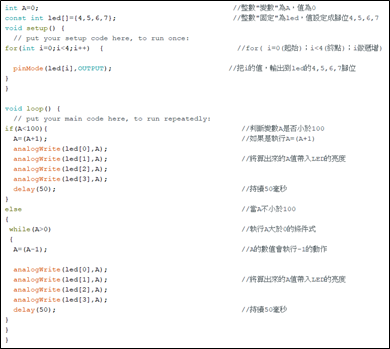 int A=0; //整數"變數"為A，值為0
const int led[]={4,5,6,7}; //整數"固定"為led，值設定成腳位4,5,6,7
void setup() {
// put your setup code here, to run once:
for(int i=0;i<4;i++) { //for( i=0(起始)；i<4(終點)；i做遞增)
pinMode(led[i],OUTPUT); //把i的值，輸出到led的4,5,6,7腳位
}
}
void loop() {
// put your main code here, to run repeatedly:
if(A<100){ //判斷變數A是否小於100
A=(A+1); //如果是執行A=(A+1)
analogWrite(led[0],A);
analogWrite(led[1],A); //將算出來的A值帶入LED的亮度
analogWrite(led[2],A);
analogWrite(led[3],A);
delay(50); //持續50毫秒
}
else //當A不小於100
while(A>0) //執行A大於0的條件式
{
A=(A-1); //A的數值會執行-1的動作
analogWrite(led[0],A);
analogWrite(led[1],A); //將算出來的A值帶入LED的亮度
analogWrite(led[2],A);
analogWrite(led[3],A);
delay(50); //持續50毫秒
}
}
}